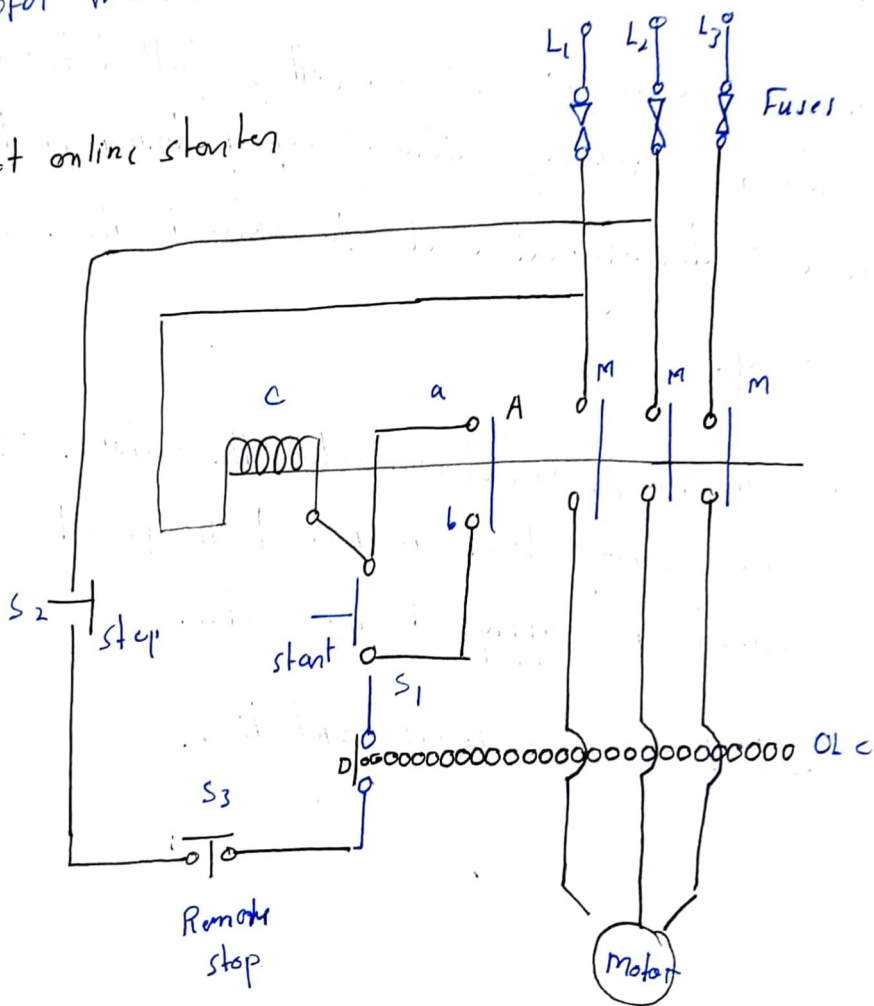 L1 L2 L3
Fuses
online starter
M M M
C a A
b
S2
stop
start
S1
D
OL C
S3
Remote
stop
Motor